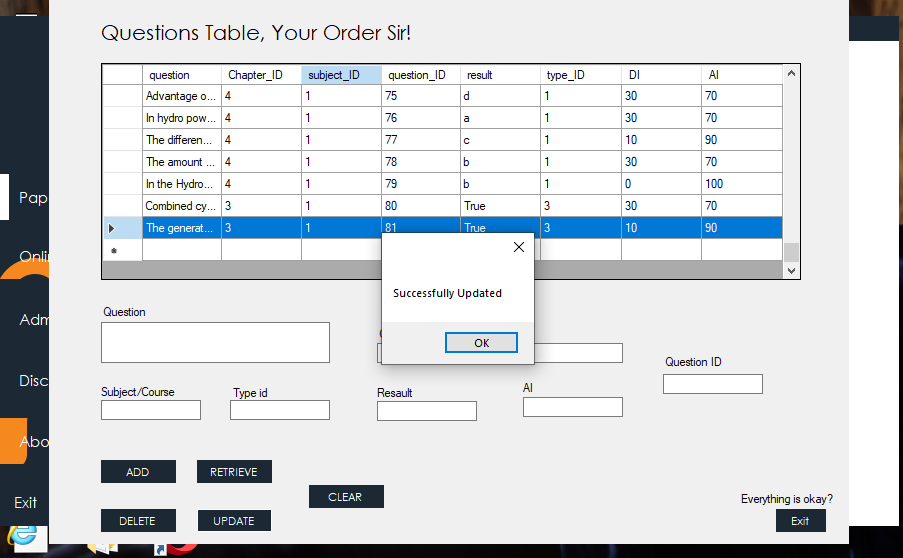 Questions Table, Your Order Sir!
question Chapter_ID subject_ID question_ID result type_ID DI AI
Advantage o... 4 1 75 d 1 30 70
In hydro pow... 4 1 76 a 1 30 70
The differen... 4 1 77 c 1 10 90
The amount ... 4 1 78 b 1 30 70
In the Hydro... 4 1 79 b 1 0 100
Combined cy... 3 1 80 True 3 30 70
The generat... 3 1 81 True 3 10 90
Successfully Updated
OK
Question
Question ID
Subject/Course Type id Resault AI
ADD RETRIEVE
CLEAR
DELETE UPDATE
Everything is okay?
Exit
Pap
Onli
Adm
Disc
Abo
Exit